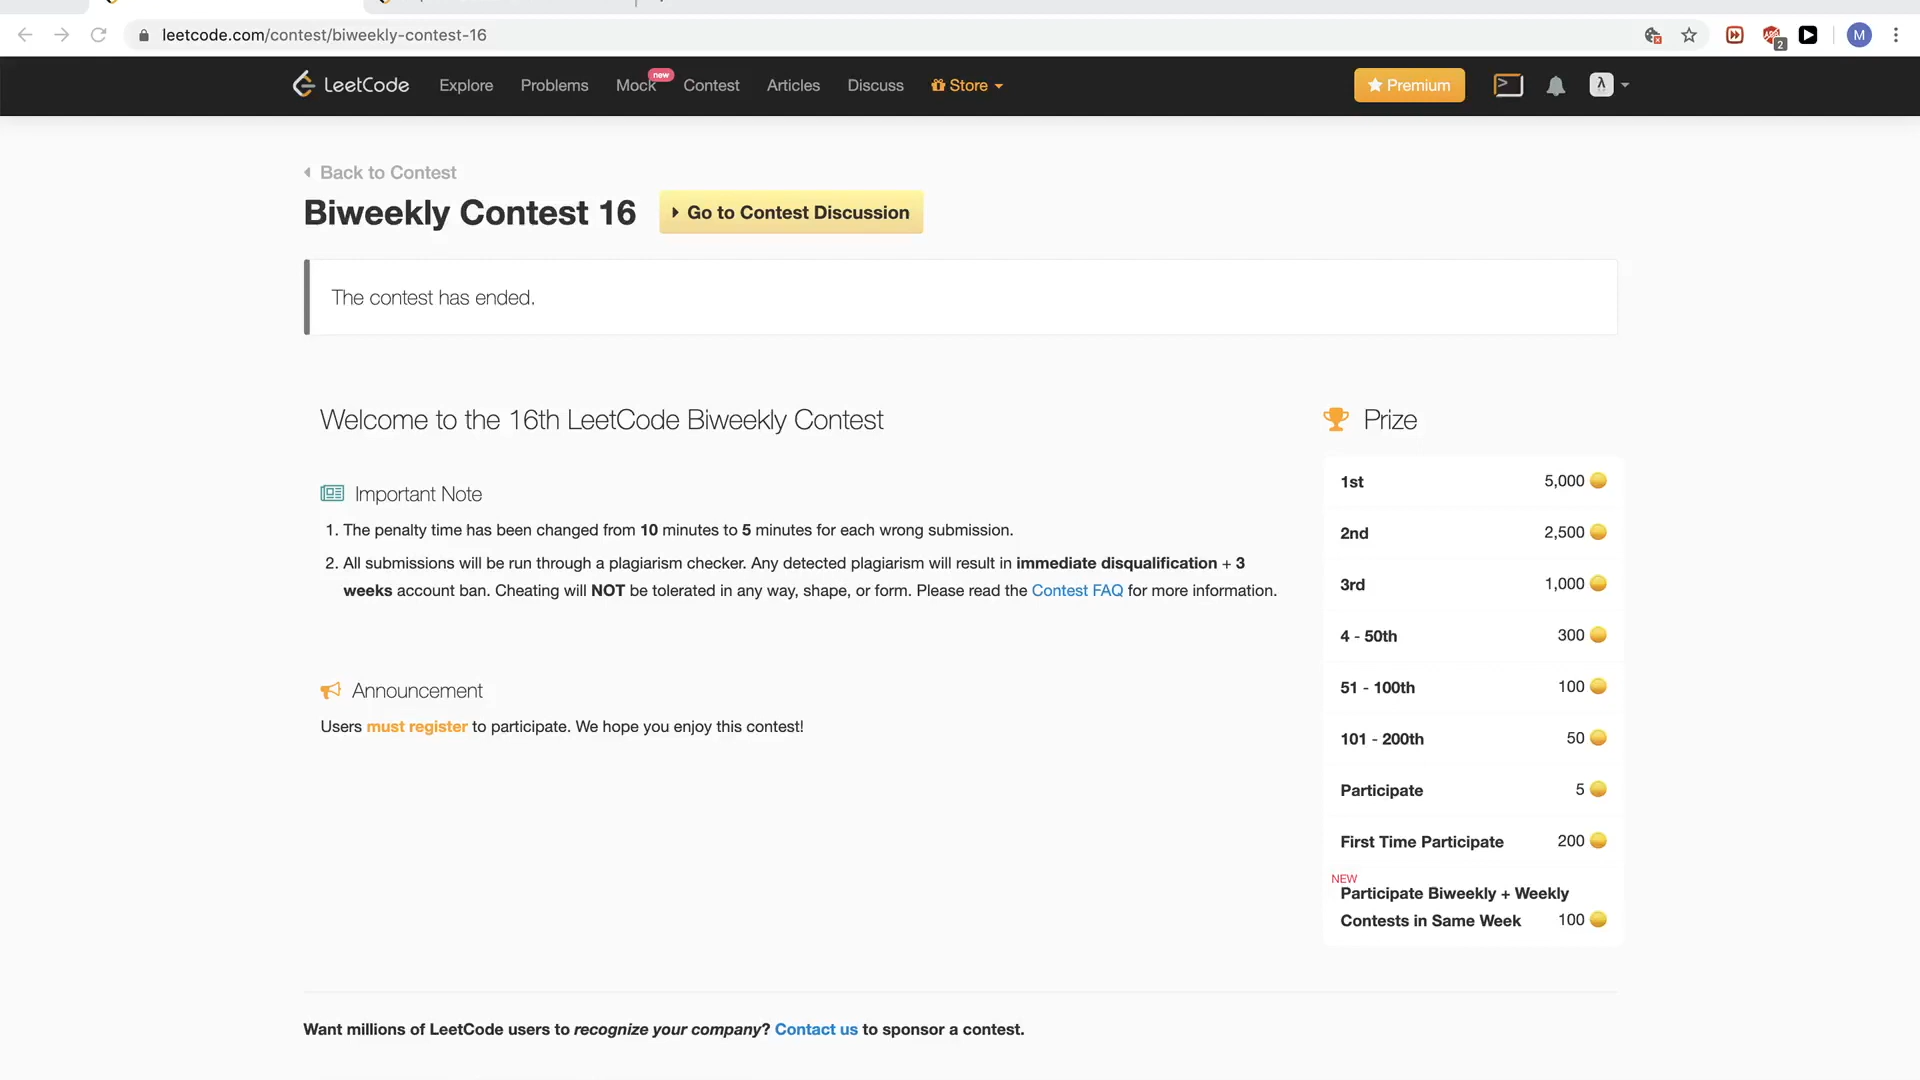 leetcode.com/contest/biweekly-contest-16
2
M
LeetCode Explore Problems Mock new Contest Articles Discuss Store Premium
Back to Contest
Biweekly Contest 16 Go to Contest Discussion
The contest has ended.
Welcome to the 16th LeetCode Biweekly Contest
Important Note
1. The penalty time has been changed from 10 minutes to 5 minutes for each wrong submission.
2. All submissions will be run through a plagiarism checker. Any detected plagiarism will result in immediate disqualification + 3
weeks account ban. Cheating will NOT be tolerated in any way, shape, or form. Please read the Contest FAQ for more information.
Announcement
Users must register to participate. We hope you enjoy this contest!
Prize
1st 5,000
2nd 2,500
3rd 1,000
4 - 50th 300
51 - 100th 100
101 - 200th 50
Participate 5
First Time Participate 200
NEW
Participate Biweekly + Weekly
Contests in Same Week 100
Want millions of LeetCode users to recognize your company? Contact us to sponsor a contest.